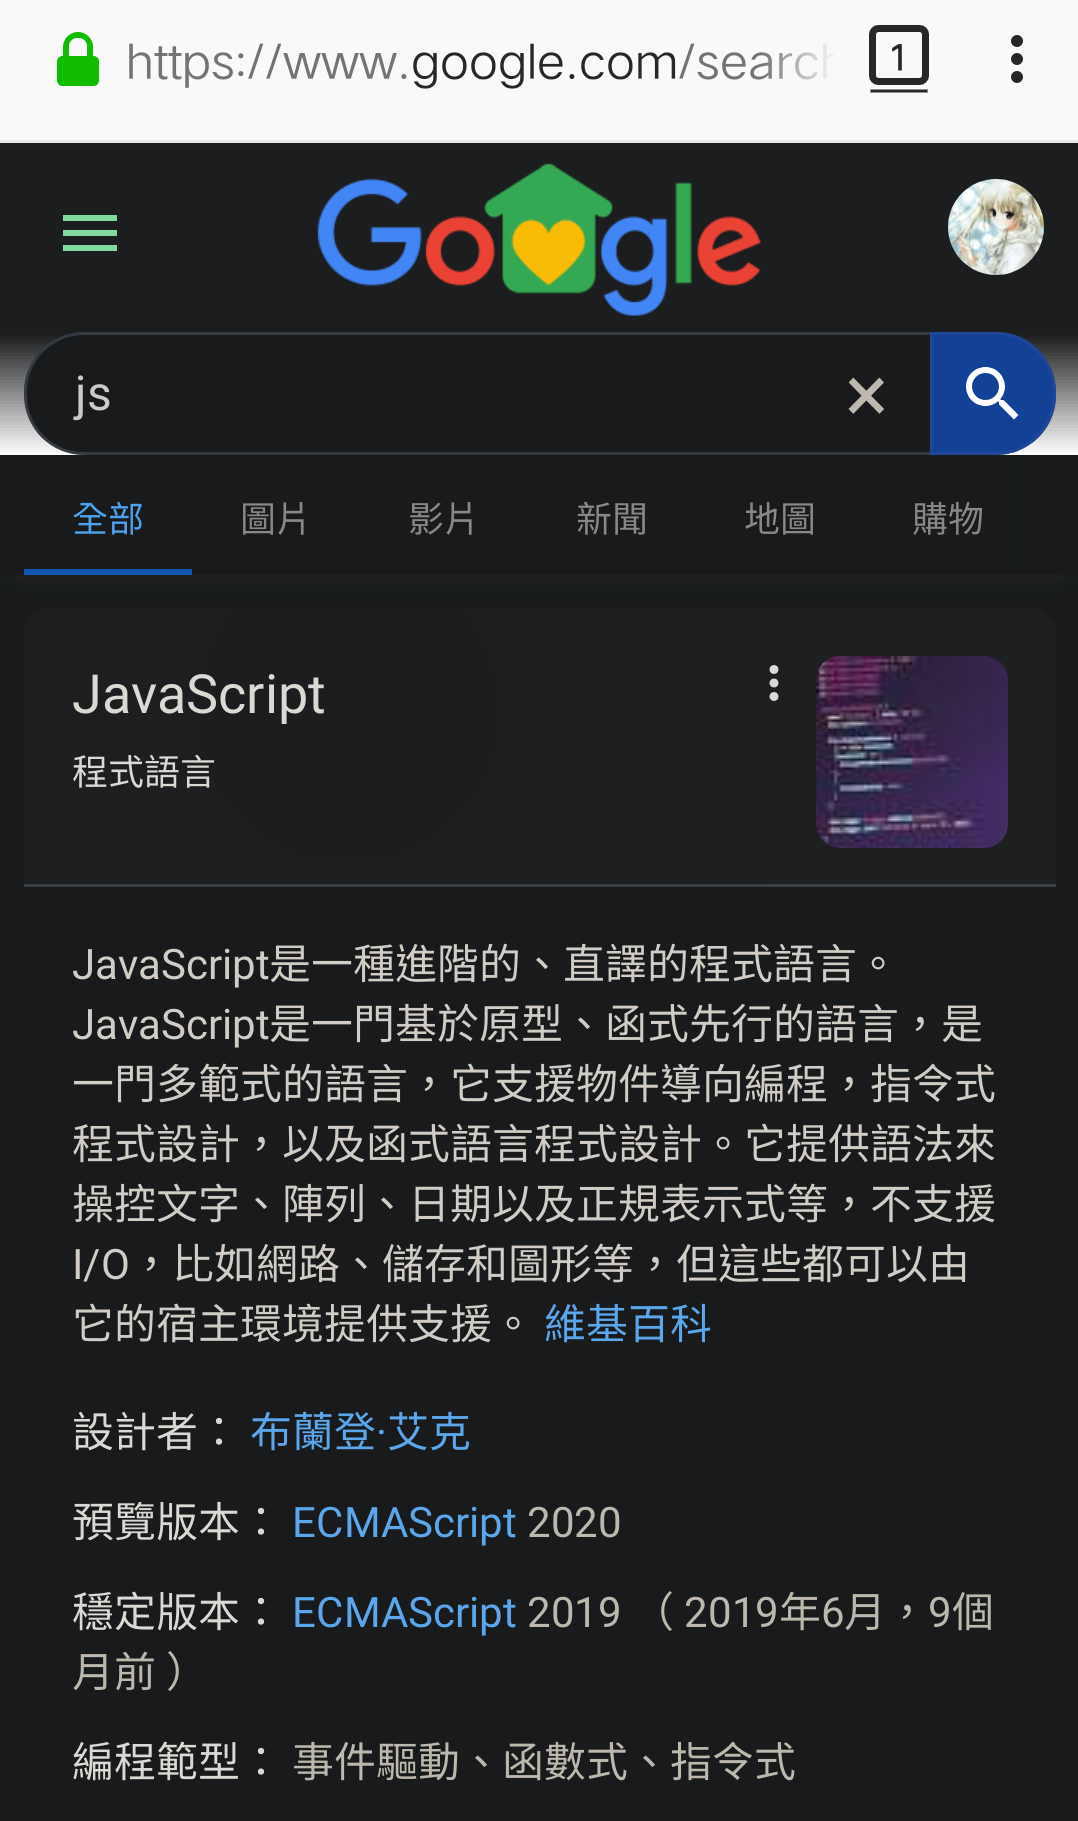 https://www.google.com/search
1
Google
js
全部 圖片 影片 新聞 地圖 購物
JavaScript
程式語言
JavaScript是一種進階的、直譯的程式語言。
JavaScript是一門基於原型、函式先行的語言，是
一門多範式的語言，它支援物件導向編程，指令式
程式設計，以及函式語言程式設計。它提供語法來
操控文字、陣列、日期以及正規表示式等，不支援
I/O，比如網路、儲存和圖形等，但這些都可以由
它的宿主環境提供支援。 維基百科
設計者： 布蘭登·艾克
預覽版本： ECMAScript 2020
穩定版本： ECMAScript 2019 （ 2019年6月，9個
月前 ）
編程範型： 事件驅動、函數式、指令式